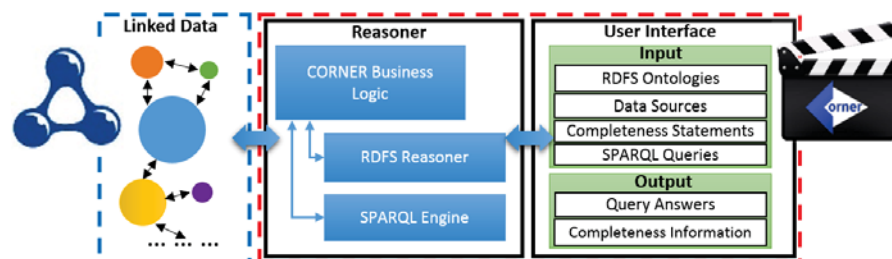 Linked Data
... ... ...
Reasoner
CORNER Business
Logic
RDFS Reasoner
SPARQL Engine
User Interface
Input
RDFS Ontologies
Data Sources
Completeness Statements
SPARQL Queries
Output
Query Answers
Completeness Information
orner